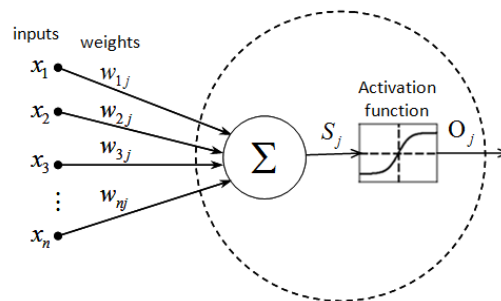 inputs
weights
x₁
w₁ⱼ
x₂
w₂ⱼ
x₃
w₃ⱼ
⋮
wₙⱼ
xₙ
Σ
Sⱼ
Activation
function
Oⱼ